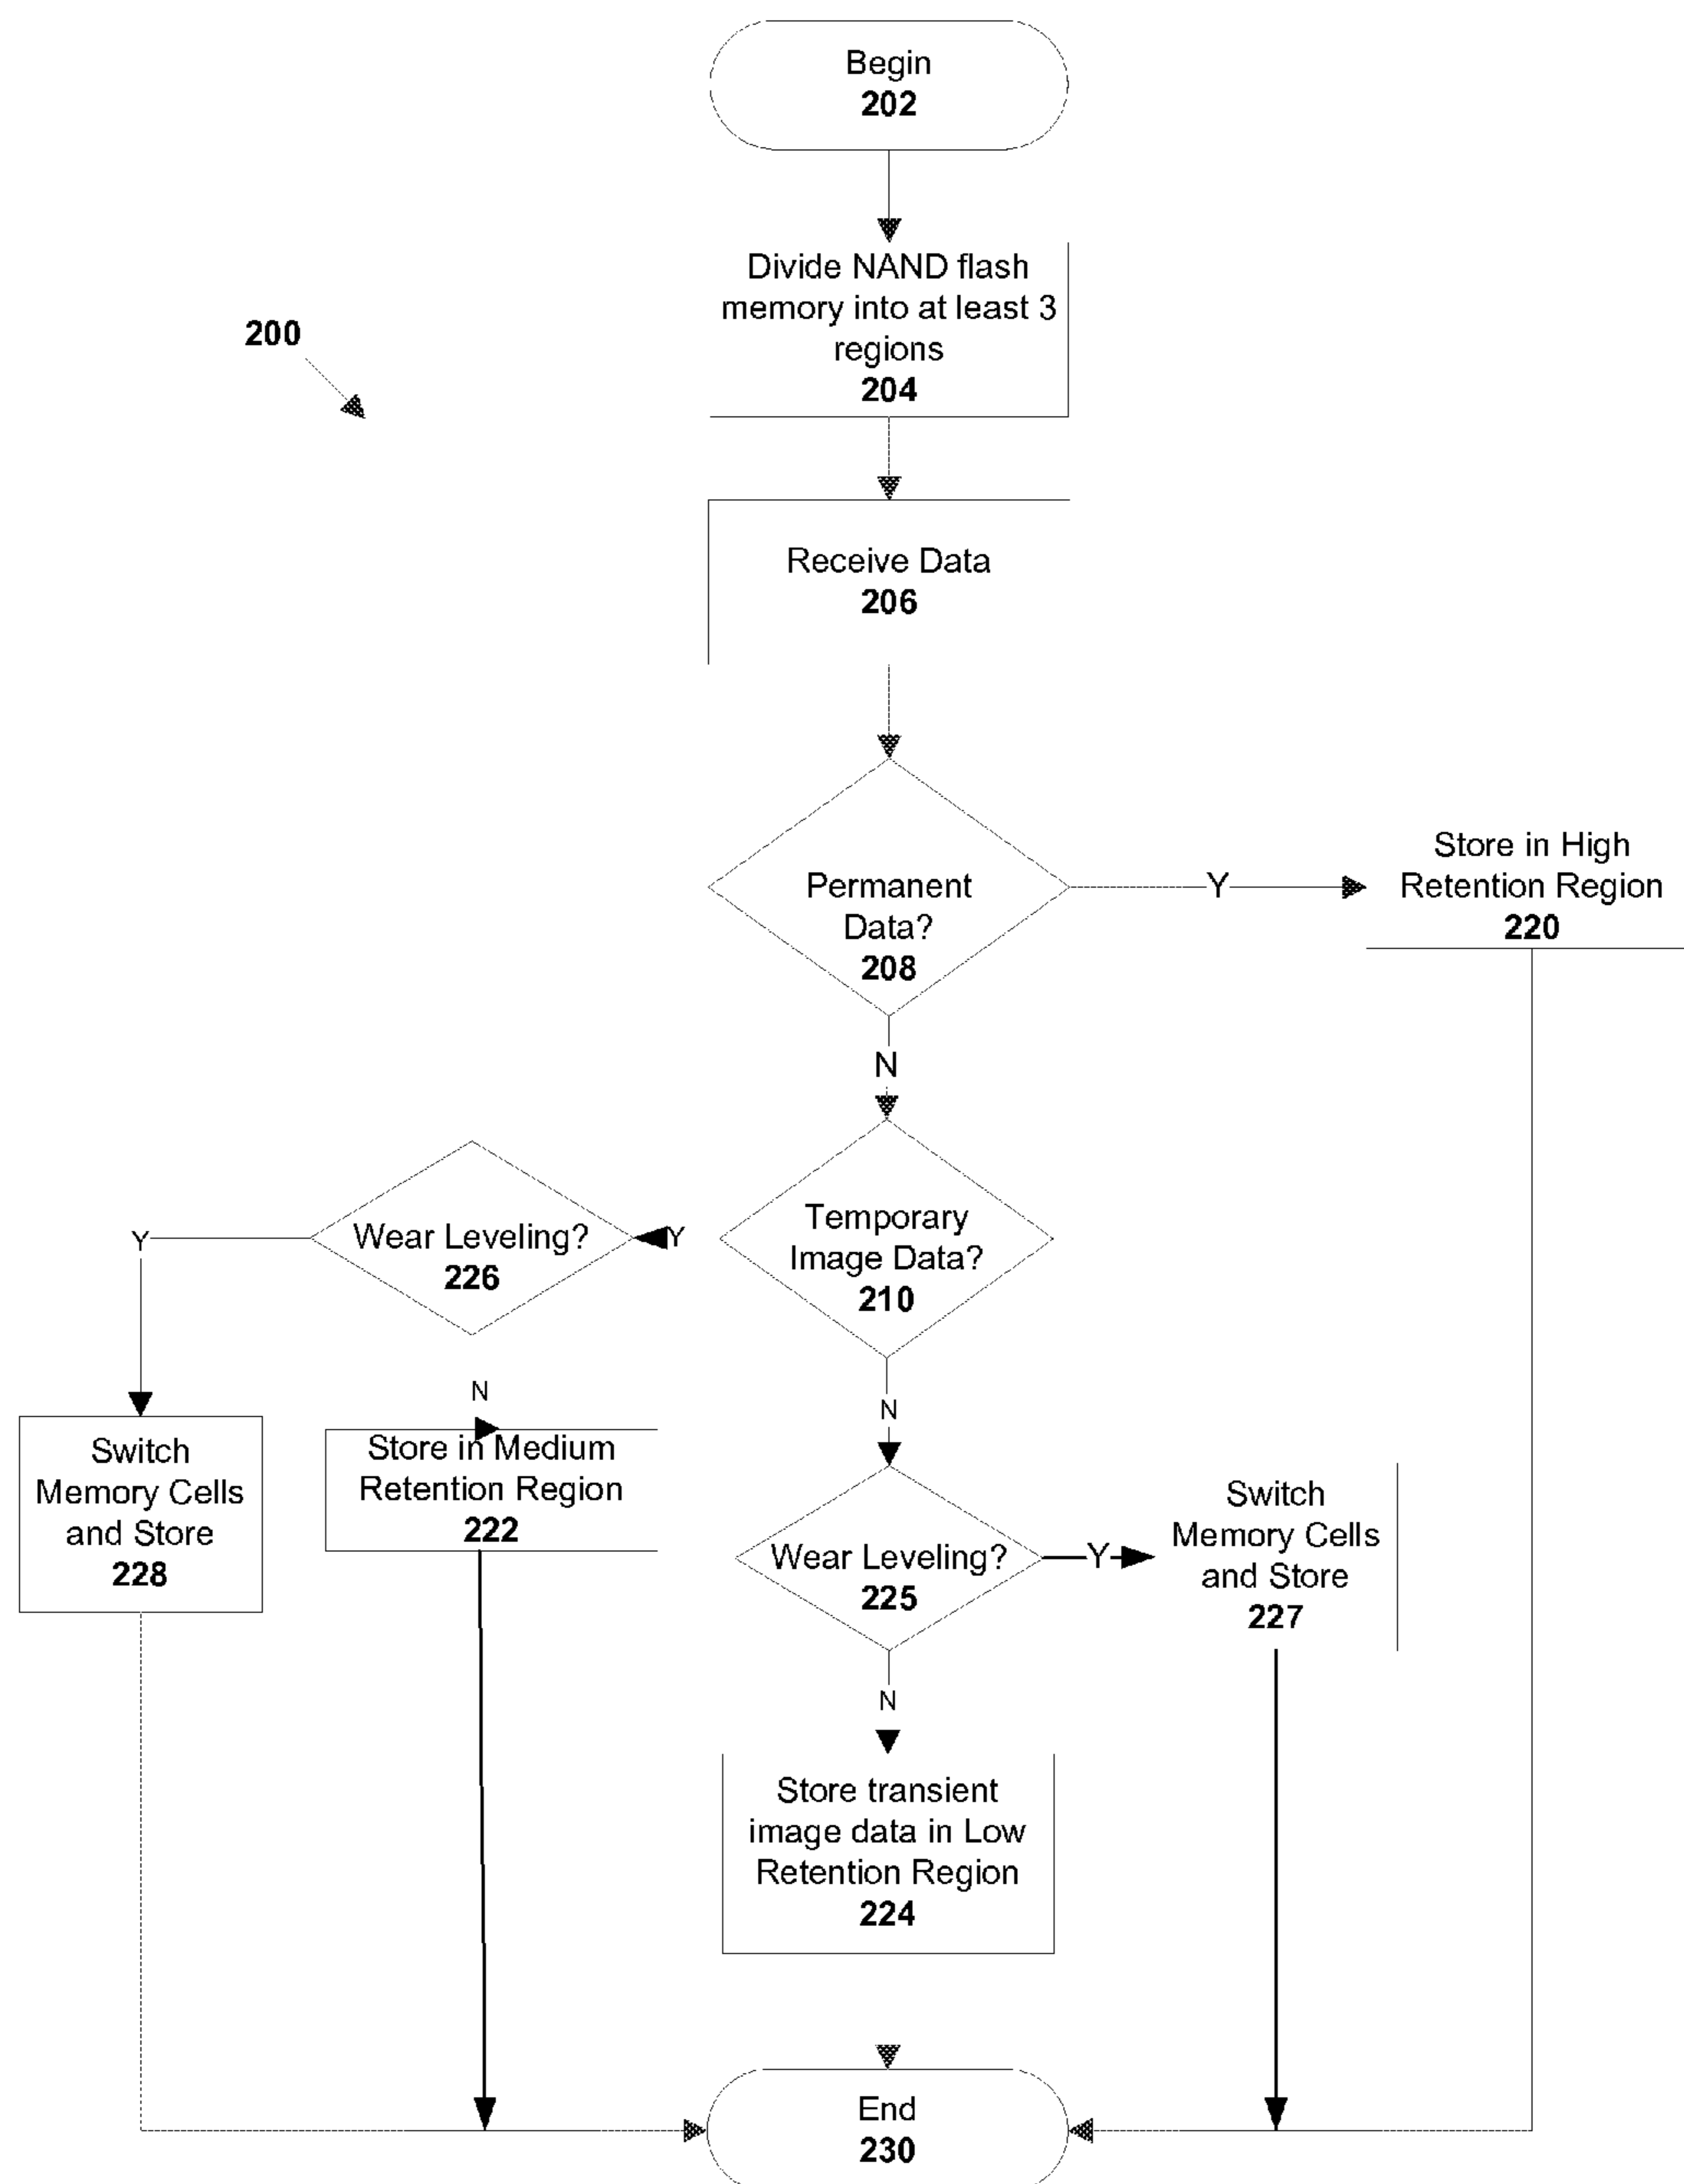 Begin
202
Divide NAND flash
memory into at least 3
regions
204
200
Receive Data
206
Permanent
Data?
208
Y
Store in High
Retention Region
220
N
Temporary
Image Data?
210
Y
Wear Leveling?
226
Y
N
Switch
Memory Cells
and Store
228
Store in Medium
Retention Region
222
N
Wear Leveling?
225
Y
Switch
Memory Cells
and Store
227
N
Store transient
image data in Low
Retention Region
224
End
230